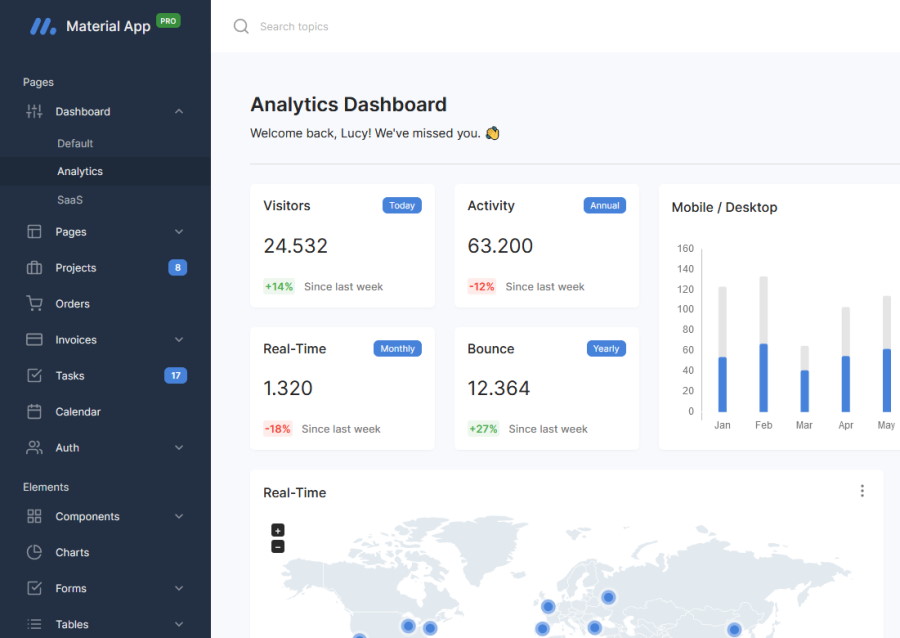 Material App PRO
Search topics
Pages
Dashboard
Default
Analytics
SaaS
Pages
Projects 8
Orders
Invoices
Tasks 17
Calendar
Auth
Elements
Components
Charts
Forms
Tables
Analytics Dashboard
Welcome back, Lucy! We've missed you. 👋
Visitors Today
24.532
+14% Since last week
Activity Annual
63.200
-12% Since last week
Real-Time Monthly
1.320
-18% Since last week
Bounce Yearly
12.364
+27% Since last week
Mobile / Desktop
160
140
120
100
80
60
40
20
0
Jan Feb Mar Apr May
Real-Time
+
−